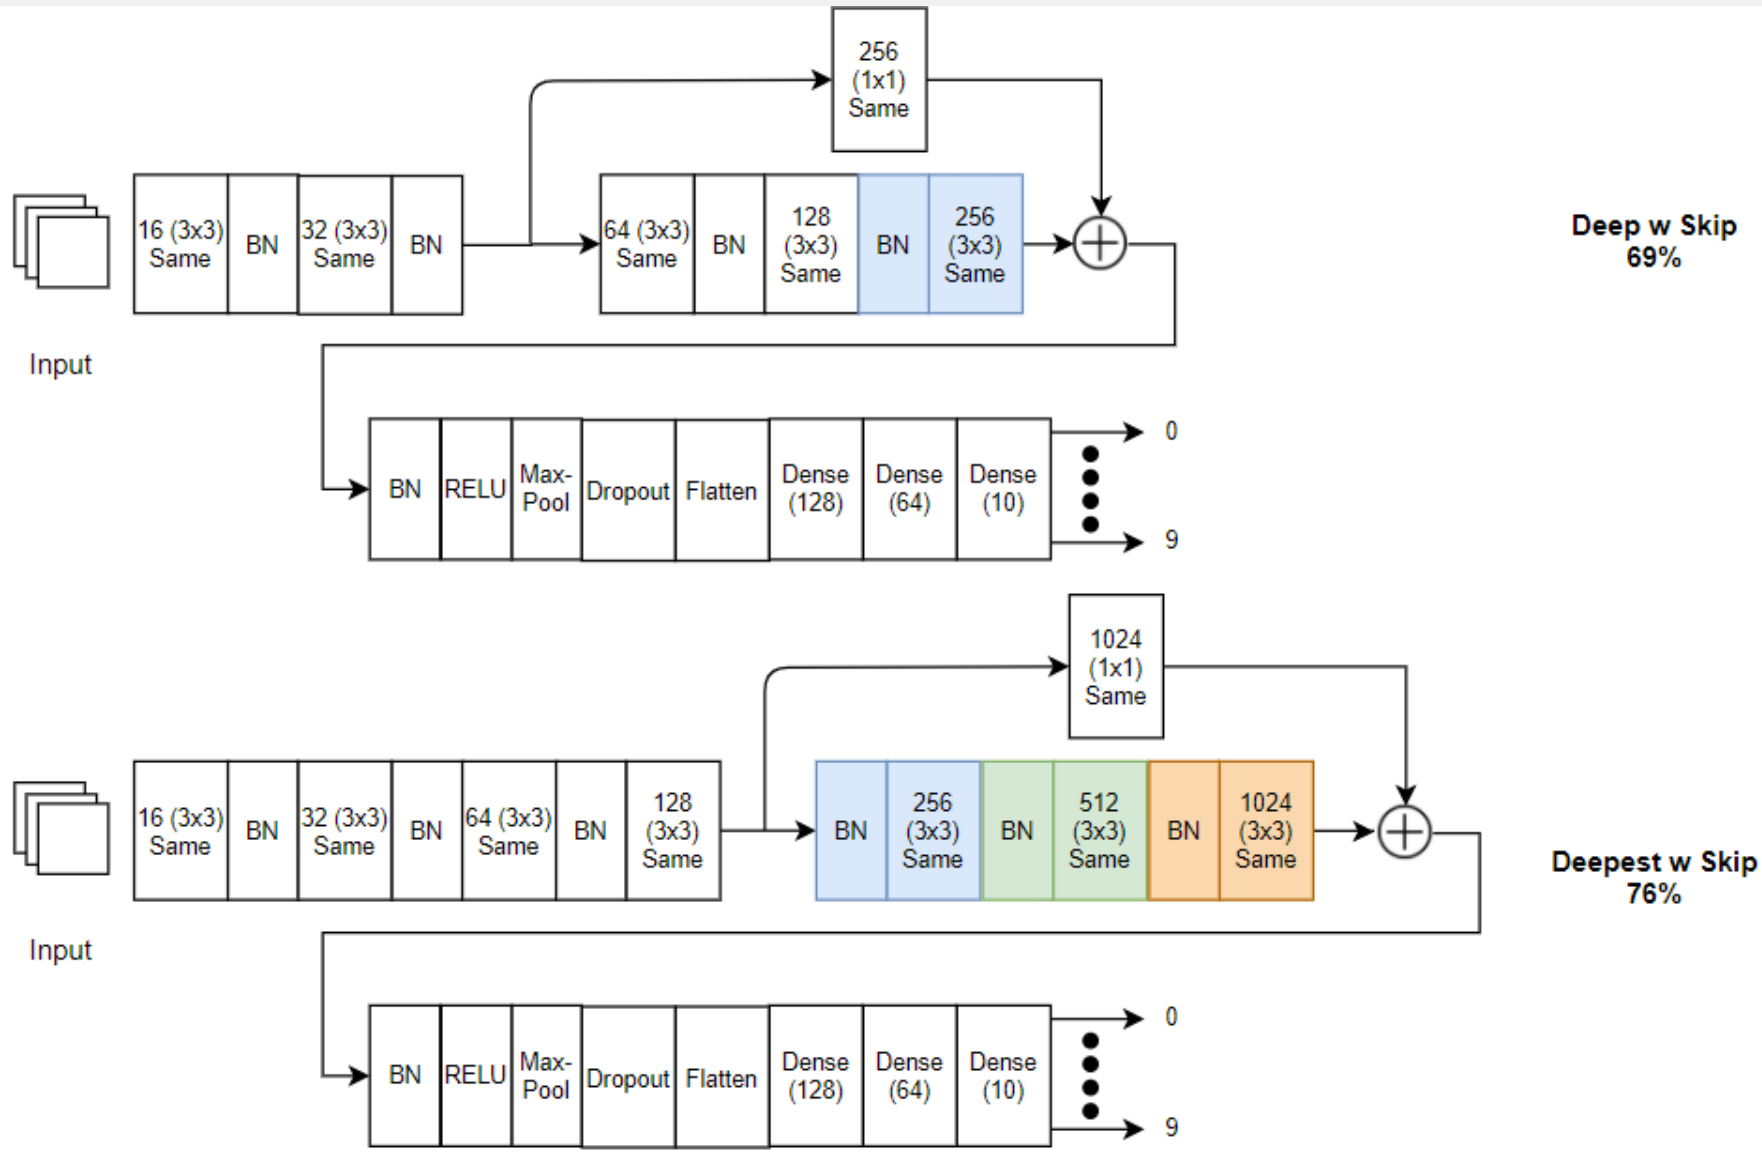 256
(1x1)
Same
16 (3x3)
Same
BN
32 (3x3)
Same
BN
64 (3x3)
Same
BN
128
(3x3)
Same
BN
256
(3x3)
Same
Deep w Skip
69%
Input
BN
RELU
Max-
Pool
Dropout
Flatten
Dense
(128)
Dense
(64)
Dense
(10)
0
9
1024
(1x1)
Same
16 (3x3)
Same
BN
32 (3x3)
Same
BN
64 (3x3)
Same
BN
128
(3x3)
Same
BN
256
(3x3)
Same
BN
512
(3x3)
Same
BN
1024
(3x3)
Same
Deepest w Skip
76%
Input
BN
RELU
Max-
Pool
Dropout
Flatten
Dense
(128)
Dense
(64)
Dense
(10)
0
9